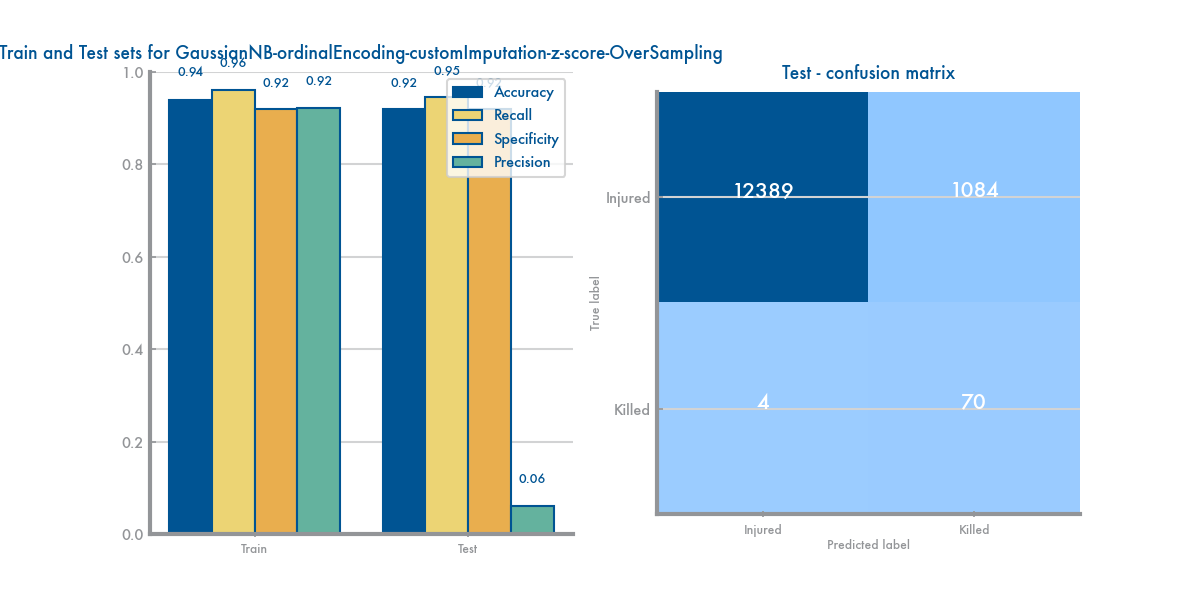 Train and Test sets for GaussianNB-ordinalEncoding-customImputation-z-score-OverSampling
0.94
0.96
0.92
0.92
0.92
0.95
0.92
0.06
1.0
0.8
0.6
0.4
0.2
0.0
Accuracy
Recall
Specificity
Precision
Train
Test
Test - confusion matrix
True label
Injured
12389
1084
Killed
4
70
Injured
Killed
Predicted label